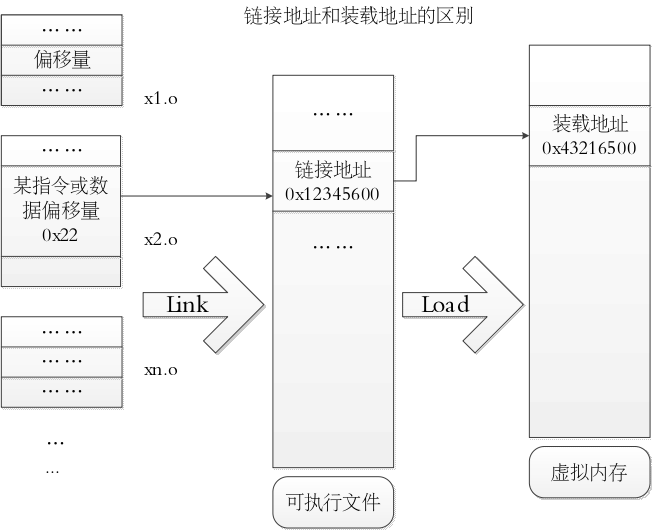 链接地址和装载地址的区别
……
偏移量
……
x1.o
……
某指令或数
据偏移量
0x22
x2.o
……
……
……
xn.o
…
…
Link
……
链接地址
0x12345600
……
可执行文件
Load
装载地址
0x43216500
虚拟内存